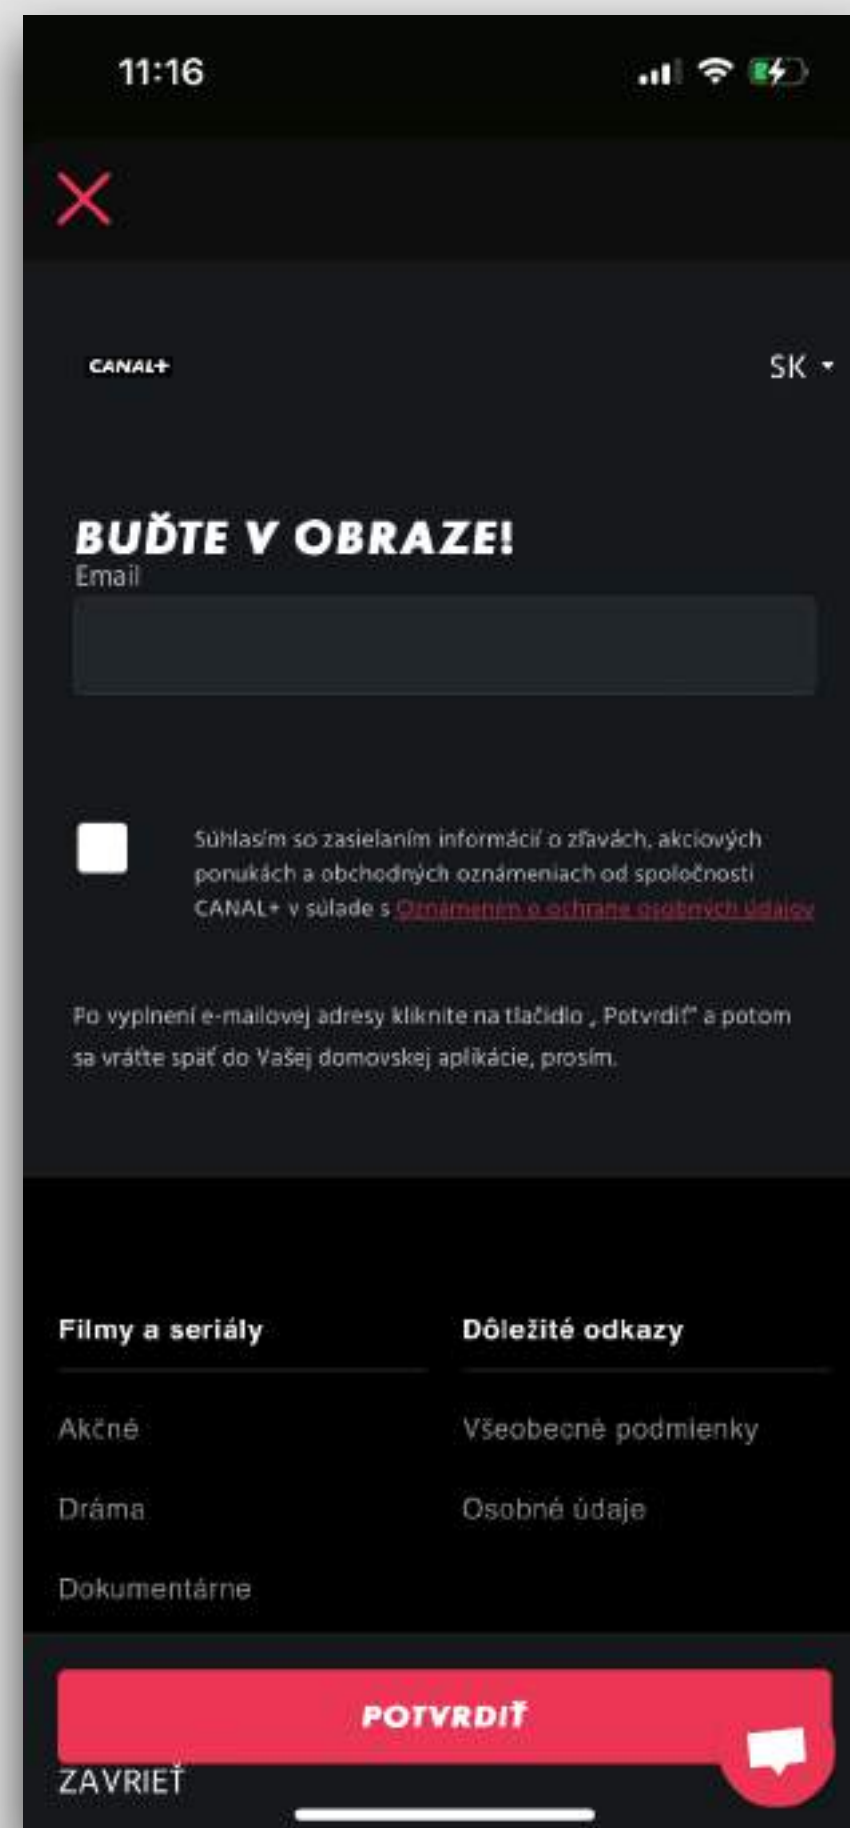 11:16
CANAL+
SK
BUĎTE V OBRAZE!
Email
Súhlasím so zasielaním informácií o zľavách, akciových
ponukách a obchodných oznámeniach od spoločnosti
CANAL+ v súlade s Oznámením o ochrane osobných údajov
Po vyplnení e-mailovej adresy kliknite na tlačidlo „ Potvrdiť" a potom
sa vráťte späť do Vašej domovskej aplikácie, prosím.
Filmy a seriály
Dôležité odkazy
Akčné
Všeobecné podmienky
Dráma
Osobné údaje
Dokumentárne
POTVRDIŤ
ZAVRIEŤ